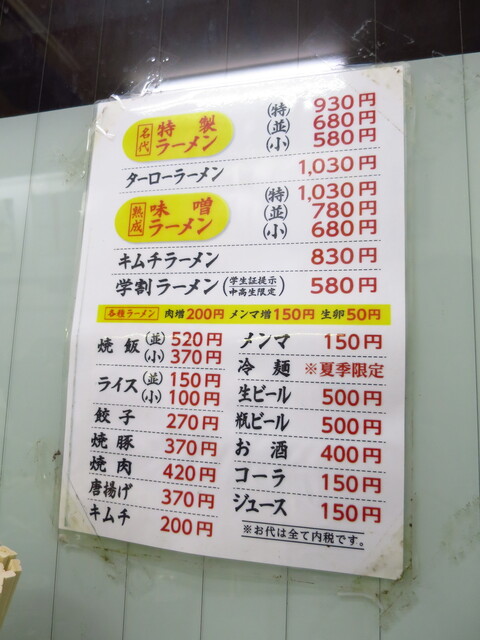 名代 特製ラーメン (特) 930円
(並) 680円
(小) 580円
ターローラーメン 1,030円
熟成 味噌ラーメン (特) 1,030円
(並) 780円
(小) 680円
キムチラーメン 830円
学割ラーメン (学生証提示 中高生限定) 580円
各種ラーメン 肉増200円 メンマ増150円 生卵50円
焼飯 (並) 520円
(小) 370円
ライス (並) 150円
(小) 100円
餃子 270円
焼豚 370円
焼肉 420円
唐揚げ 370円
キムチ 200円
メンマ 150円
冷麺 ※夏季限定
生ビール 500円
瓶ビール 500円
お酒 400円
コーラ 150円
ジュース 150円
※お代は全て内税です。